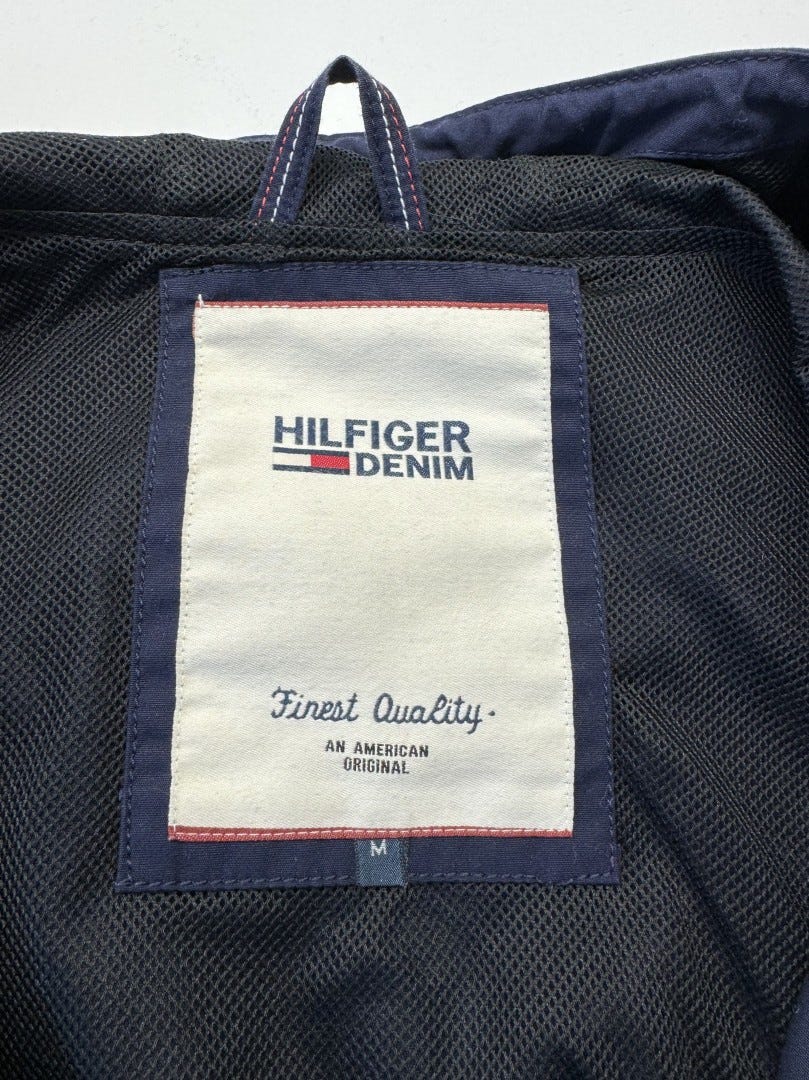 HILFIGER
DENIM
Finest Quality.
AN AMERICAN
ORIGINAL
M